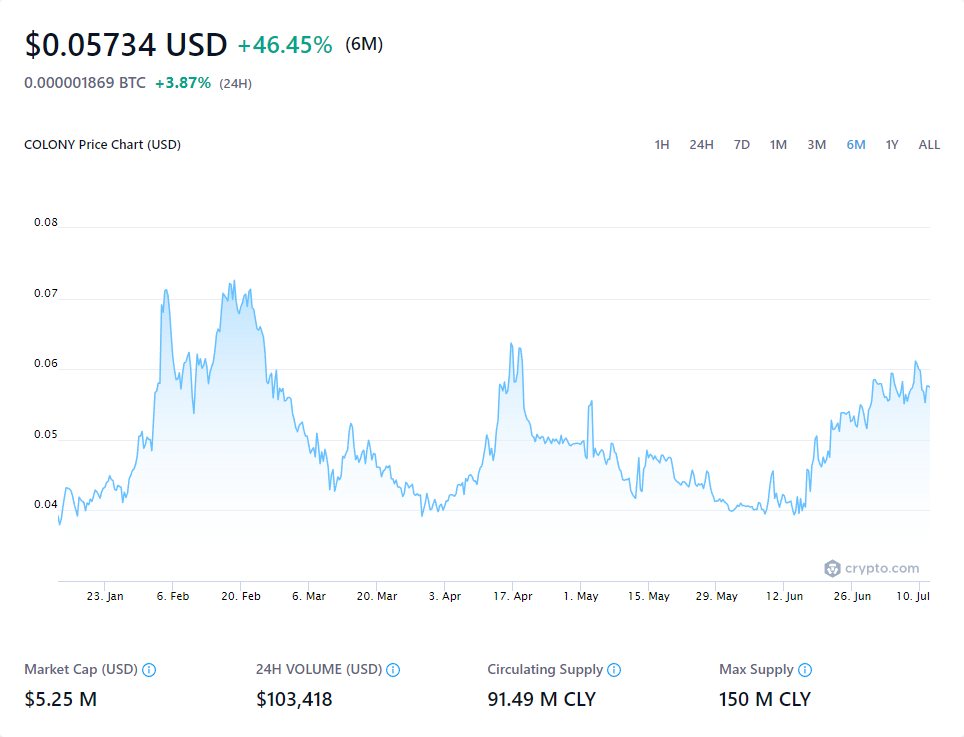 $0.05734 USD +46.45% (6M)
0.000001869 BTC +3.87% (24H)
COLONY Price Chart (USD) 1H 24H 7D 1M 3M 6M 1Y ALL
0.08
0.07
0.06
0.05
0.04
crypto.com
23. Jan 6. Feb 20. Feb 6. Mar 20. Mar 3. Apr 17. Apr 1. May 15. May 29. May 12. Jun 26. Jun 10. Jul
Market Cap (USD) 24H VOLUME (USD) Circulating Supply Max Supply
$5.25 M $103,418 91.49 M CLY 150 M CLY